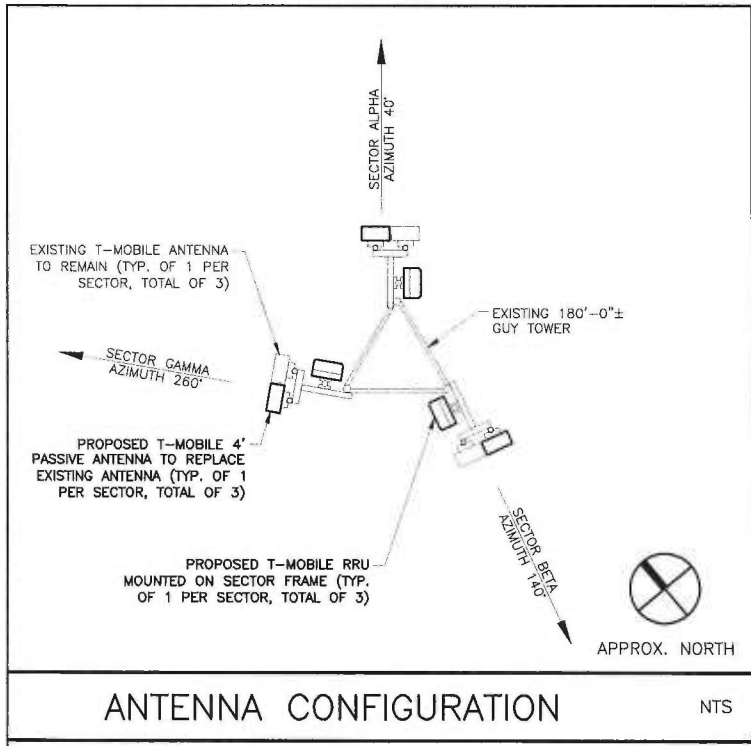 SECTOR ALPHA
AZIMUTH 40°
EXISTING T-MOBILE ANTENNA
TO REMAIN (TYP. OF 1 PER
SECTOR, TOTAL OF 3)
EXISTING 180'-0"±
GUY TOWER
SECTOR GAMMA
AZIMUTH 260°
PROPOSED T-MOBILE 4'
PASSIVE ANTENNA TO REPLACE
EXISTING ANTENNA (TYP. OF 1
PER SECTOR, TOTAL OF 3)
SECTOR BETA
AZIMUTH 140°
PROPOSED T-MOBILE RRU
MOUNTED ON SECTOR FRAME (TYP.
OF 1 PER SECTOR, TOTAL OF 3)
APPROX. NORTH
ANTENNA CONFIGURATION
NTS